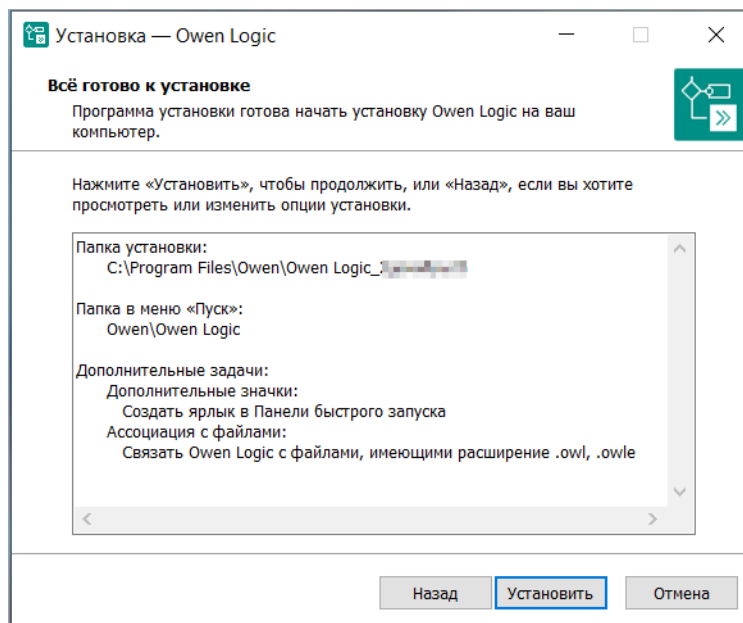 Установка — Owen Logic
Всё готово к установке
Программа установки готова начать установку Owen Logic на ваш
компьютер.
Нажмите «Установить», чтобы продолжить, или «Назад», если вы хотите
просмотреть или изменить опции установки.
Папка установки:
C:\Program Files\Owen\Owen Logic_
Папка в меню «Пуск»:
Owen\Owen Logic
Дополнительные задачи:
Дополнительные значки:
Создать ярлык в Панели быстрого запуска
Ассоциация с файлами:
Связать Owen Logic с файлами, имеющими расширение .owl, .owle
Назад Установить Отмена